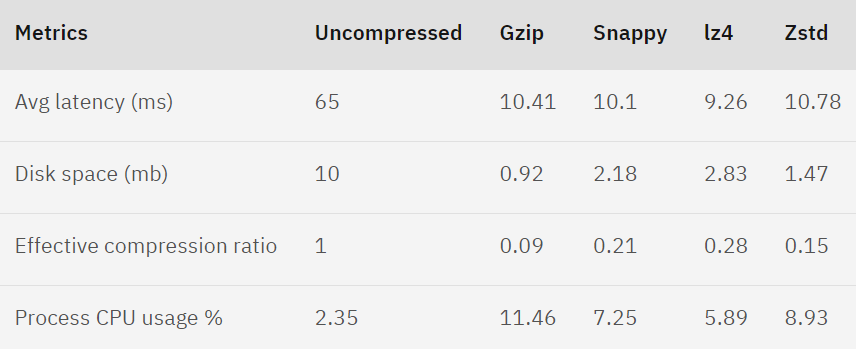 Metrics Uncompressed Gzip Snappy lz4 Zstd
Avg latency (ms) 65 10.41 10.1 9.26 10.78
Disk space (mb) 10 0.92 2.18 2.83 1.47
Effective compression ratio 1 0.09 0.21 0.28 0.15
Process CPU usage % 2.35 11.46 7.25 5.89 8.93